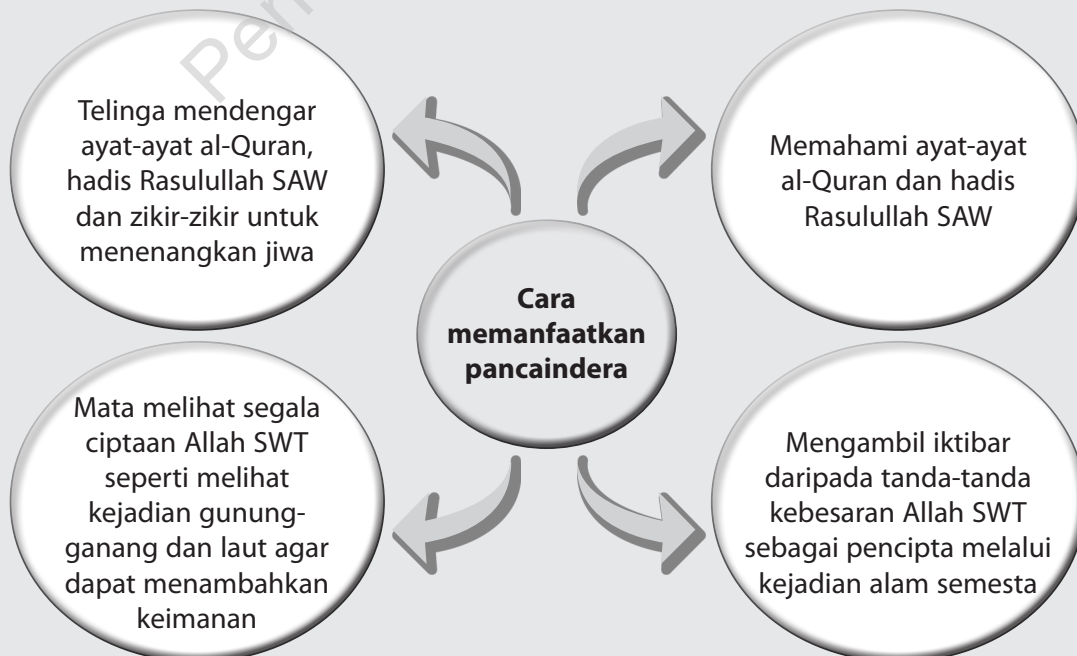 Telinga mendengar
ayat-ayat al-Quran,
hadis Rasulullah SAW
dan zikir-zikir untuk
menenangkan jiwa
Memahami ayat-ayat
al-Quran dan hadis
Rasulullah SAW
Cara
memanfaatkan
pancaindera
Mata melihat segala
ciptaan Allah SWT
seperti melihat
kejadian gunung-
ganang dan laut agar
dapat menambahkan
keimanan
Mengambil iktibar
daripada tanda-tanda
kebesaran Allah SWT
sebagai pencipta melalui
kejadian alam semesta